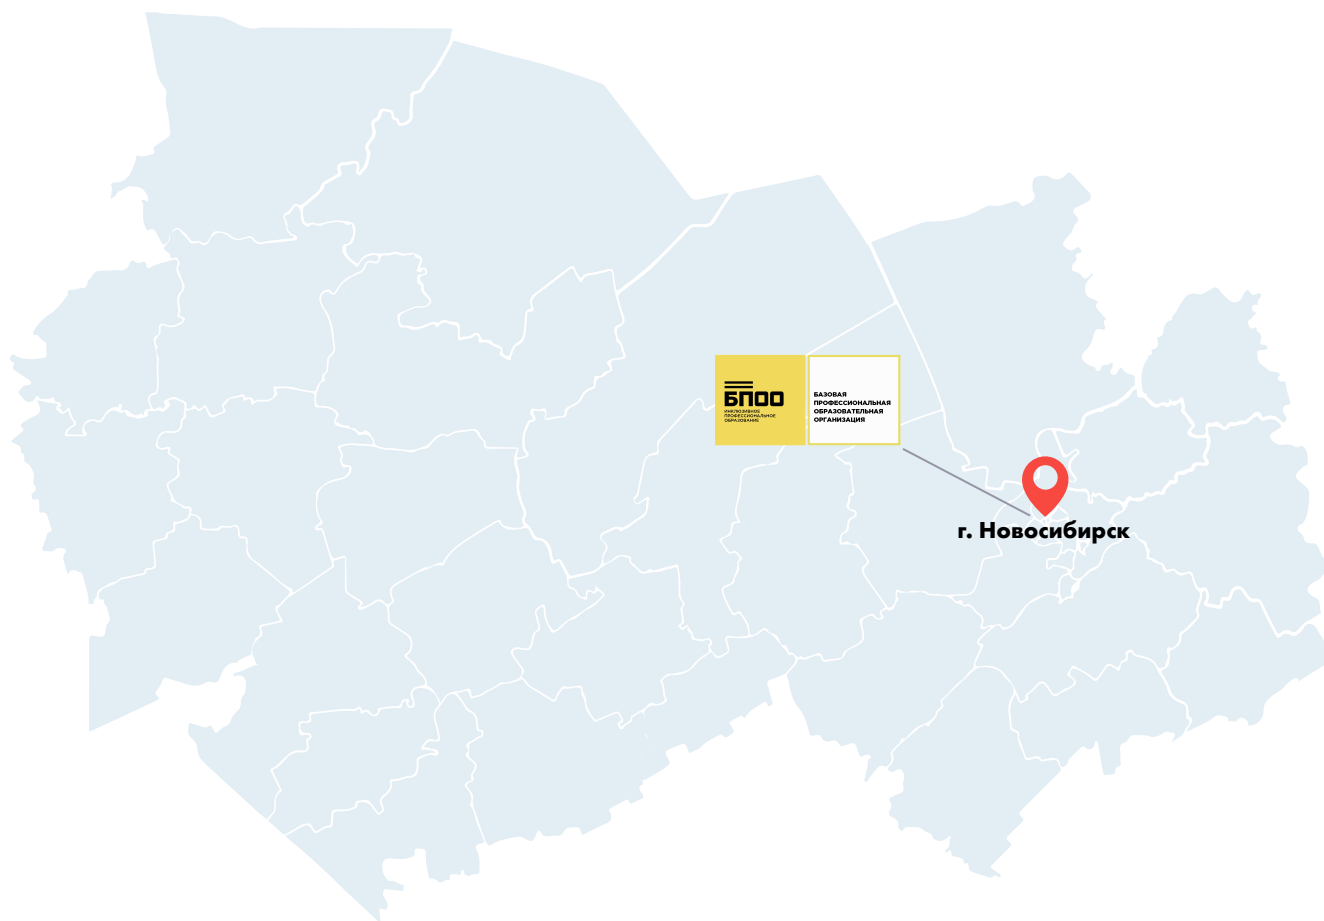 БПОО
ИНКЛЮЗИВНОЕ
ПРОФЕССИОНАЛЬНОЕ
ОБРАЗОВАНИЕ
БАЗОВАЯ
ПРОФЕССИОНАЛЬНАЯ
ОБРАЗОВАТЕЛЬНАЯ
ОРГАНИЗАЦИЯ
г. Новосибирск